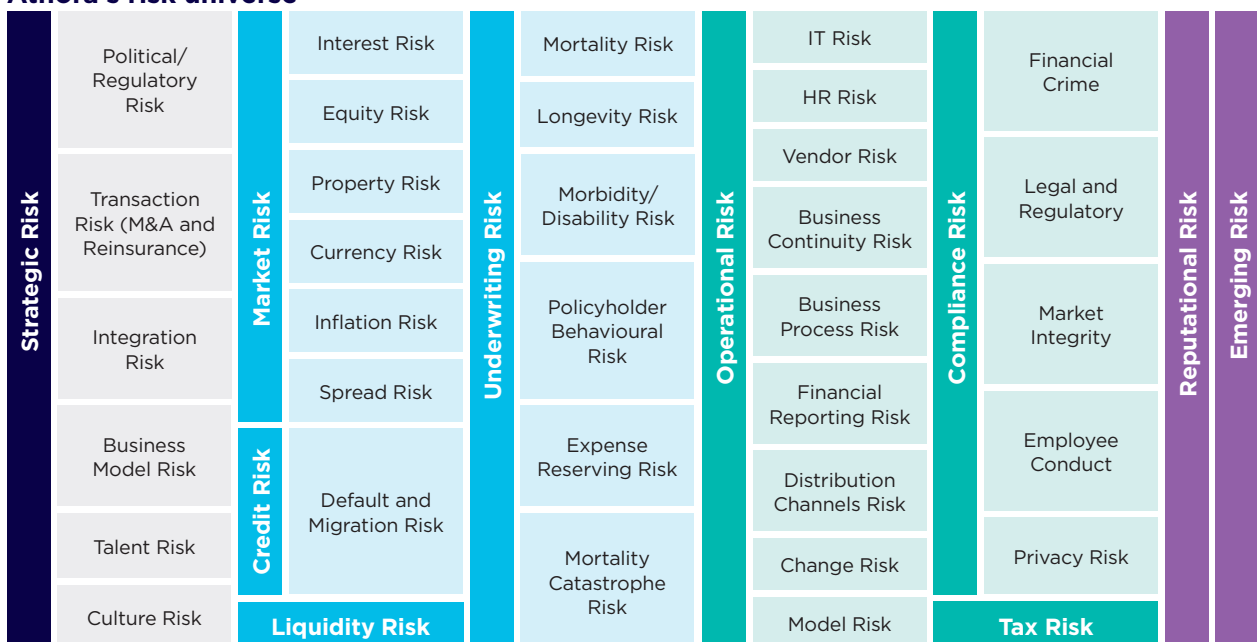 Athora's risk universe
Strategic Risk
Political/
Regulatory
Risk
Transaction
Risk (M&A and
Reinsurance)
Integration
Risk
Business
Model Risk
Talent Risk
Culture Risk
Market Risk
Interest Risk
Equity Risk
Property Risk
Currency Risk
Inflation Risk
Spread Risk
Credit Risk
Default and
Migration Risk
Liquidity Risk
Underwriting Risk
Mortality Risk
Longevity Risk
Morbidity/
Disability Risk
Policyholder
Behavioural
Risk
Expense
Reserving Risk
Mortality
Catastrophe
Risk
Operational Risk
IT Risk
HR Risk
Vendor Risk
Business
Continuity Risk
Business
Process Risk
Financial
Reporting Risk
Distribution
Channels Risk
Change Risk
Model Risk
Compliance Risk
Financial
Crime
Legal and
Regulatory
Market
Integrity
Employee
Conduct
Privacy Risk
Tax Risk
Reputational Risk
Emerging Risk